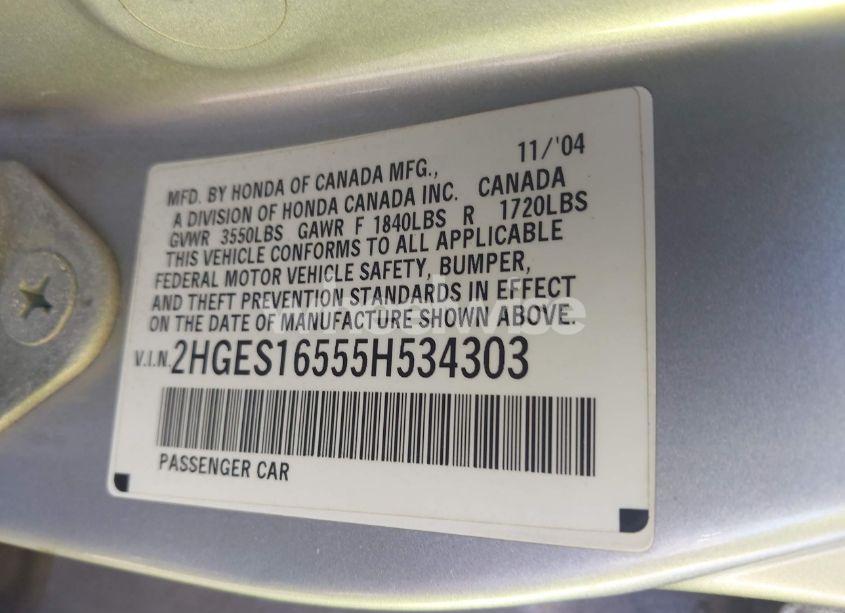 11/'04
MFD. BY HONDA OF CANADA MFG.,
A DIVISION OF HONDA CANADA INC. CANADA
GVWR 3550LBS GAWR F 1840LBS R 1720LBS
THIS VEHICLE CONFORMS TO ALL APPLICABLE
FEDERAL MOTOR VEHICLE SAFETY, BUMPER,
AND THEFT PREVENTION STANDARDS IN EFFECT
ON THE DATE OF MANUFACTURE SHOWN ABOVE.
V.I.N. 2HGES16555H534303
PASSENGER CAR
wheelwise